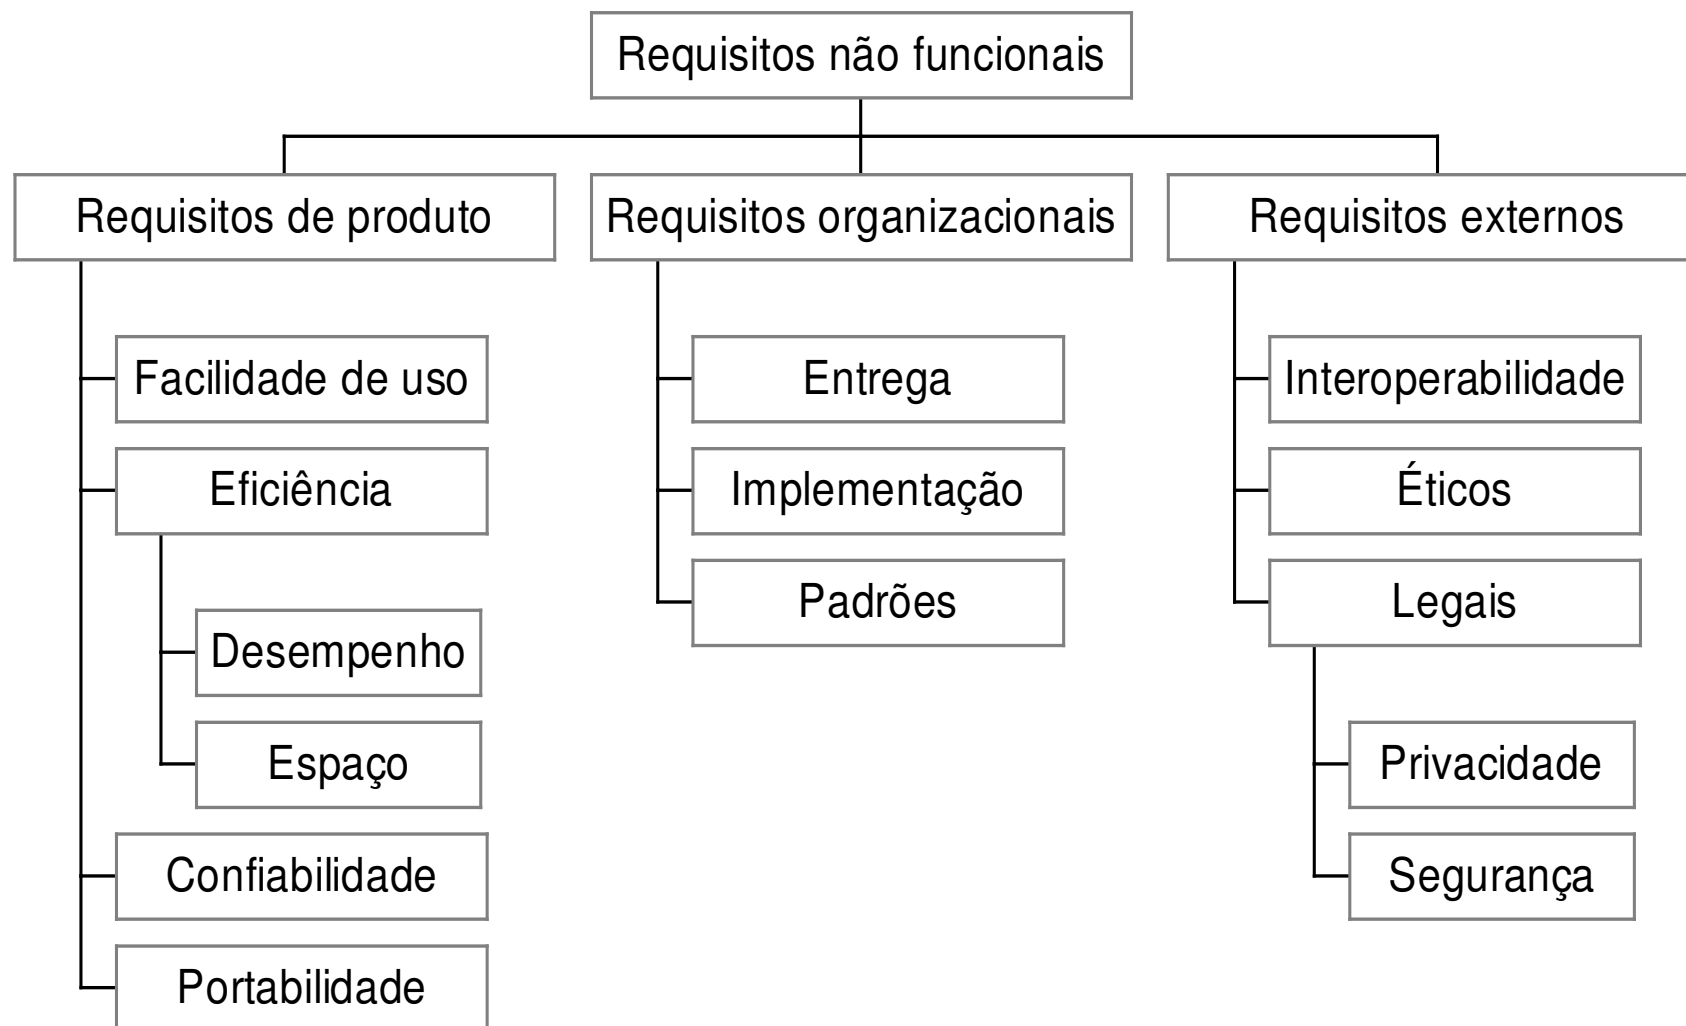 Requisitos não funcionais
Requisitos de produto
Requisitos organizacionais
Requisitos externos
Facilidade de uso
Eficiência
Desempenho
Espaço
Confiabilidade
Portabilidade
Entrega
Implementação
Padrões
Interoperabilidade
Éticos
Legais
Privacidade
Segurança